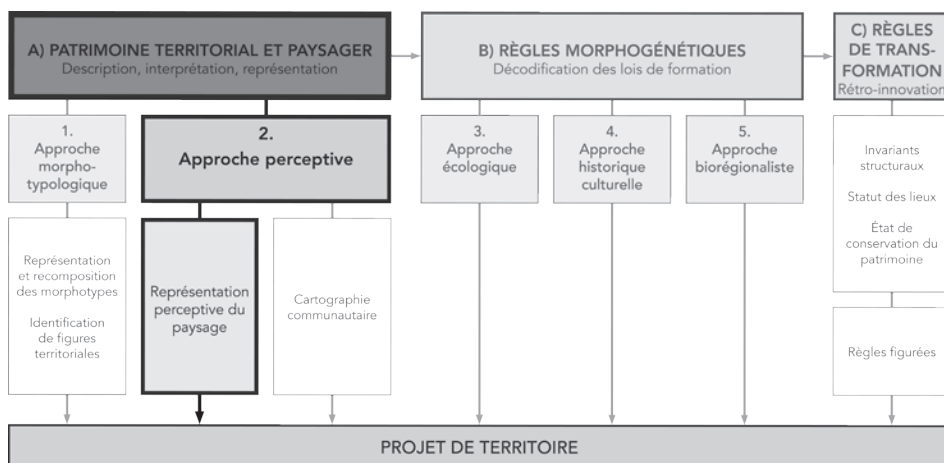 A) PATRIMOINE TERRITORIAL ET PAYSAGER
Description, interprétation, représentation
B) RÈGLES MORPHOGÉNÉTIQUES
Décodification des lois de formation
C) RÈGLES
DE TRANS-
FORMATION
Rétro-innovation
1.
Approche
morpho-
typologique
2.
Approche perceptive
3.
Approche
écologique
4.
Approche
historique
culturelle
5.
Approche
biorégionaliste
Invariants
structuraux
Statut des lieux
État de
conservation du
patrimoine
Représentation
et recomposition
des morphotypes
Identification
de figures
territoriales
Représentation
perceptive du
paysage
Cartographie
communautaire
Règles figurées
PROJET DE TERRITOIRE